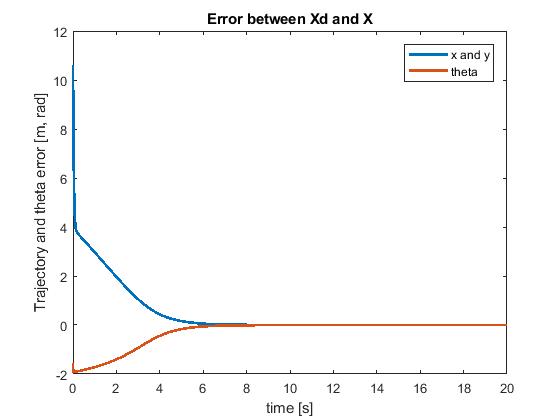 Error between Xd and X
12
10
8
6
4
2
0
-2
Trajectory and theta error [m, rad]
x and y
theta
0 2 4 6 8 10 12 14 16 18 20
time [s]